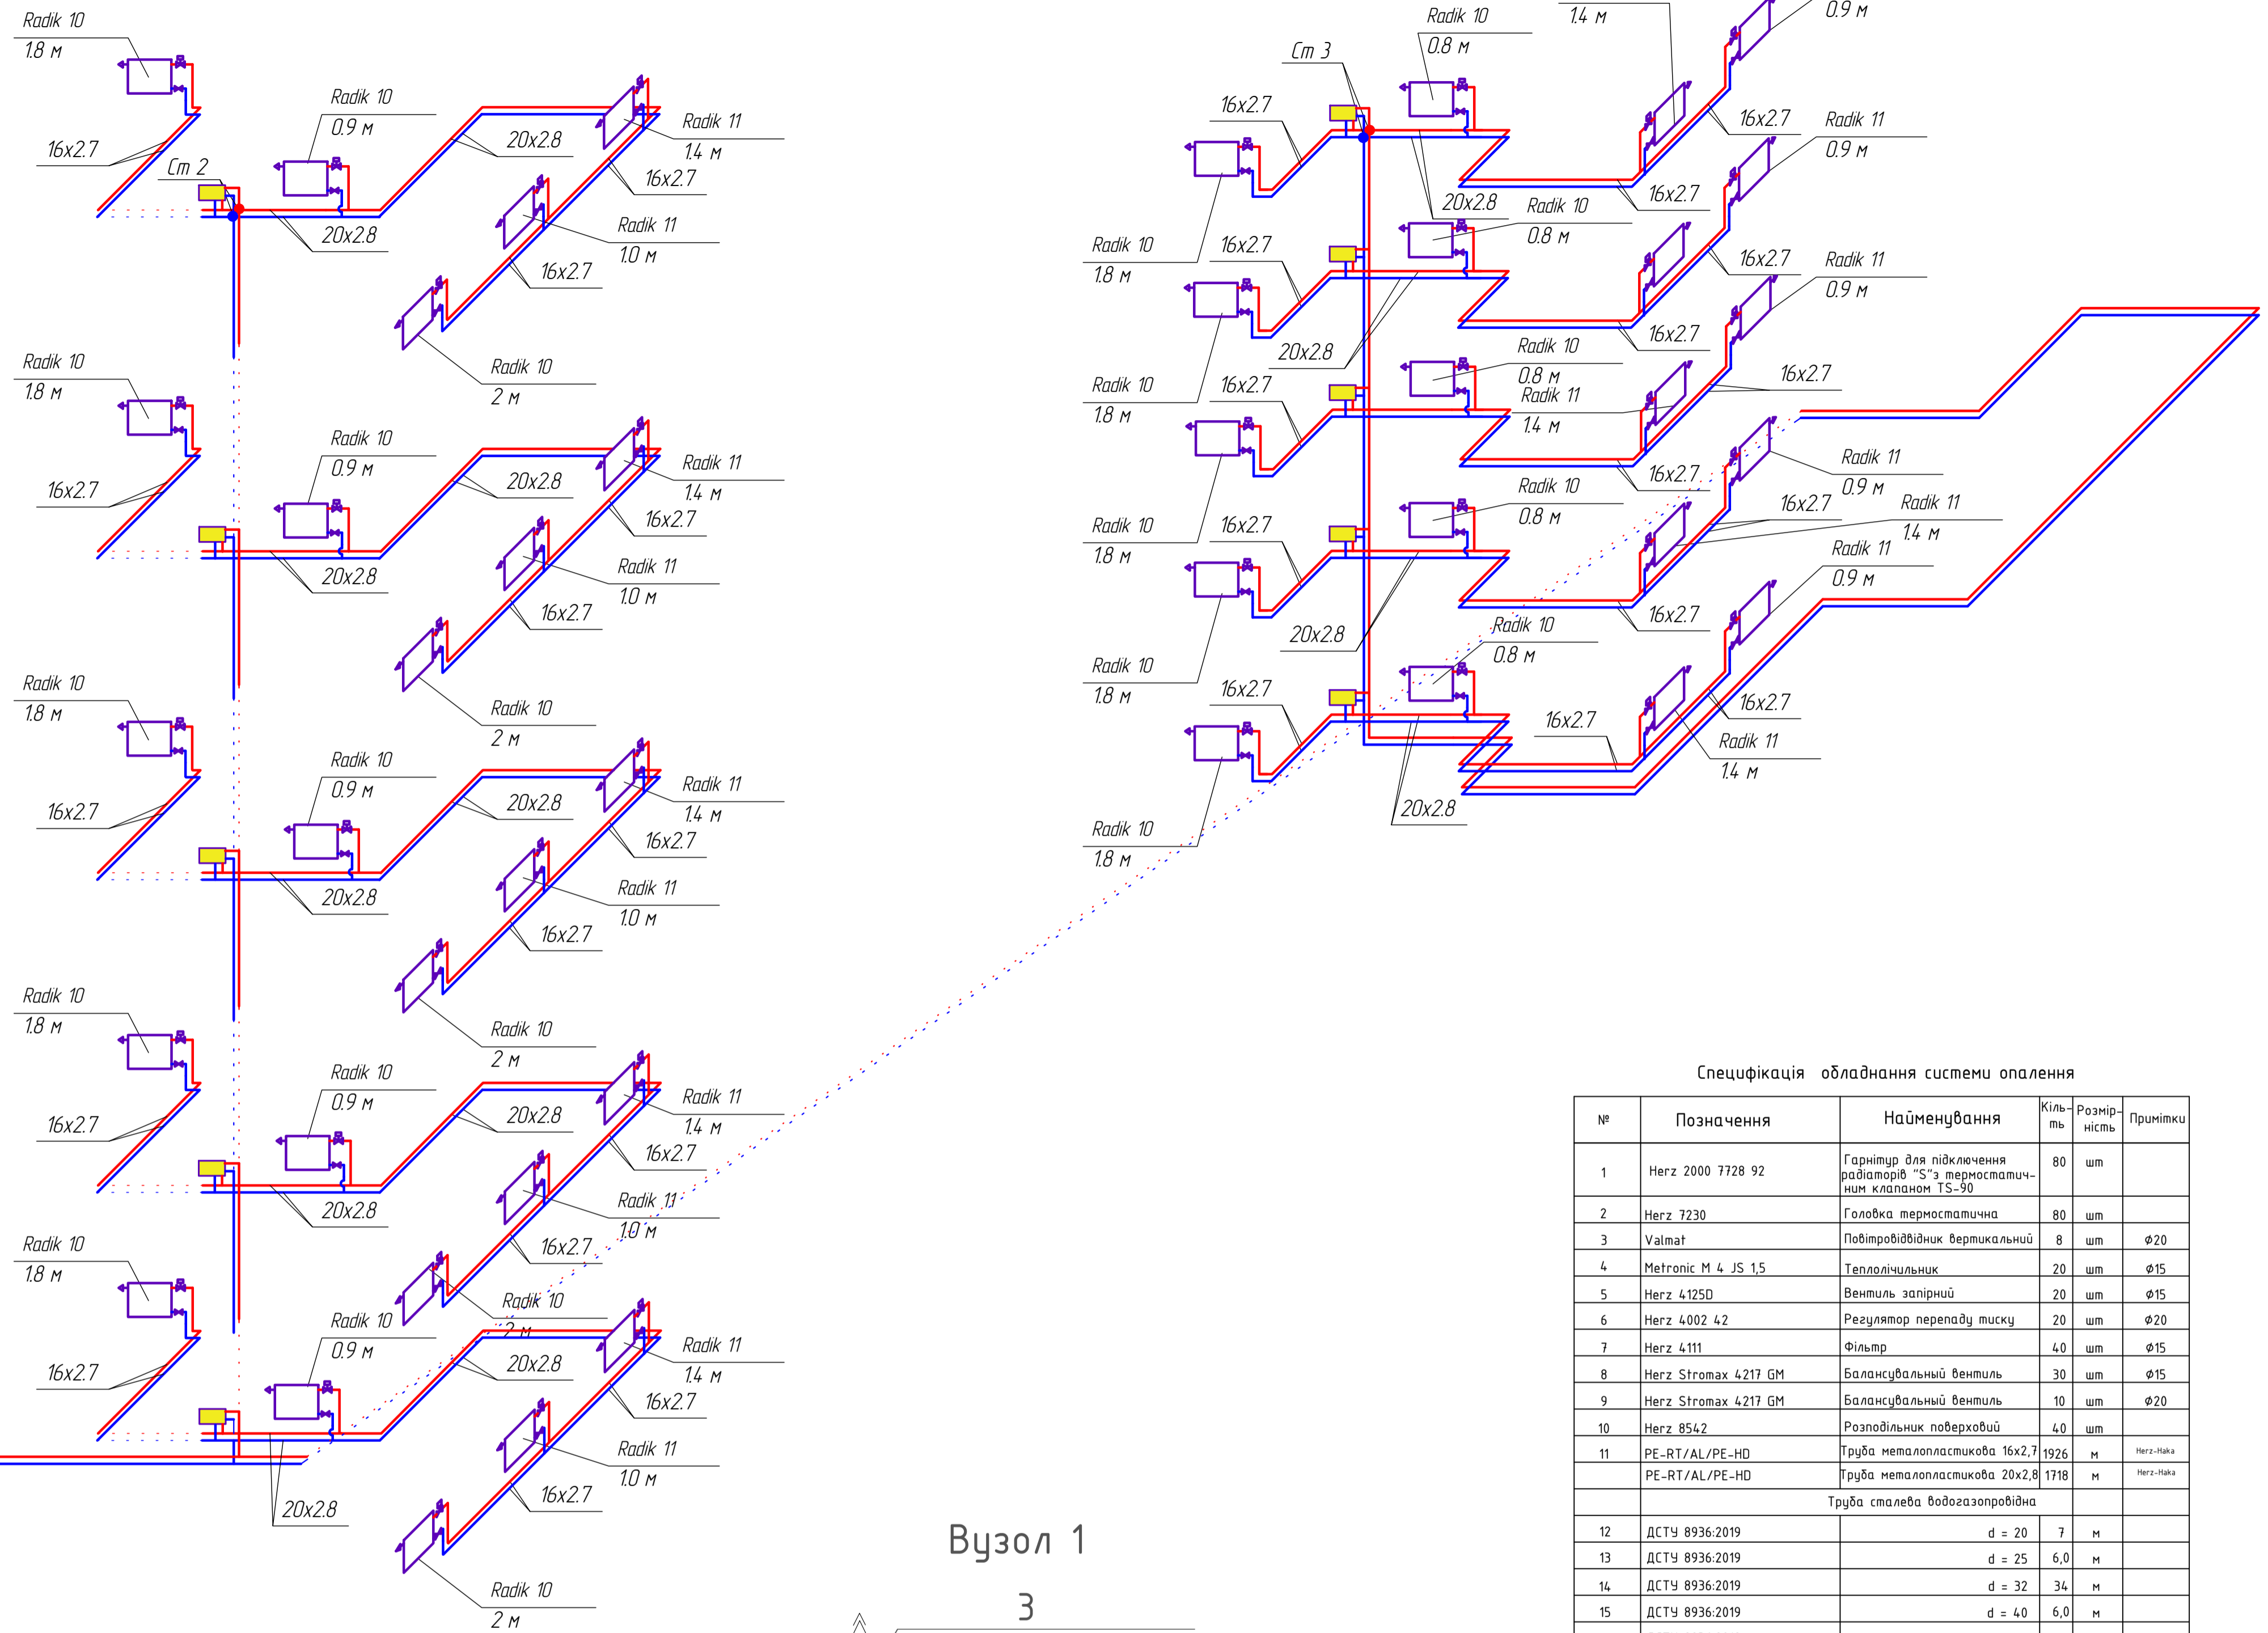 Radik 10
1.8 м
Radik 10
0.9 м
16x2.7
Ст 2
20x2.8
Radik 11
1.4 м
16x2.7
Radik 11
1.0 м
20x2.8
16x2.7
Radik 10
2 м
Radik 10
1.8 м
Radik 10
0.9 м
16x2.7
20x2.8
Radik 11
1.4 м
16x2.7
Radik 11
1.0 м
20x2.8
16x2.7
Radik 10
2 м
Radik 10
1.8 м
Radik 10
0.9 м
16x2.7
20x2.8
Radik 11
1.4 м
16x2.7
Radik 11
1.0 м
20x2.8
16x2.7
Radik 10
2 м
Radik 10
1.8 м
Radik 10
0.9 м
16x2.7
20x2.8
Radik 11
1.4 м
16x2.7
Radik 11
1.0 м
20x2.8
16x2.7
Radik 10
2 м
Radik 10
1.8 м
Radik 10
0.9 м
16x2.7
20x2.8
Radik 11
1.4 м
16x2.7
Radik 11
1.0 м
20x2.8
16x2.7
Radik 10
2 м
Ст 3
Radik 10
0.8 м
1.4 м
0.9 м
16x2.7
16x2.7
Radik 11
0.9 м
Radik 10
1.8 м
20x2.8
16x2.7
Radik 10
0.8 м
16x2.7
16x2.7
Radik 11
0.9 м
Radik 10
1.8 м
20x2.8
16x2.7
Radik 10
0.8 м
Radik 11
1.4 м
16x2.7
16x2.7
16x2.7
Radik 11
0.9 м
Radik 10
1.8 м
16x2.7
Radik 10
0.8 м
16x2.7
Radik 11
1.4 м
Radik 11
0.9 м
16x2.7
20x2.8
Radik 10
0.8 м
Radik 10
1.8 м
16x2.7
16x2.7
16x2.7
Radik 11
1.4 м
20x2.8
Radik 10
1.8 м
Вузол 1
3
Специфікація обладнання системи опалення
№ Позначення Найменування Кіль-ть Розмір-ність Примітки
1 Herz 2000 7728 92 Гарнітур для підключення 80 шт
радіаторів "S"з термостатич-
ним клапаном TS-90
2 Herz 7230 Головка термостатична 80 шт
3 Valmat Повітровідвідник вертикальний 8 шт ϕ20
4 Metronic M 4 JS 1,5 Теплолічильник 20 шт ϕ15
5 Herz 4125D Вентиль запірний 20 шт ϕ15
6 Herz 4002 42 Регулятор перепаду тиску 20 шт ϕ20
7 Herz 4111 Фільтр 40 шт ϕ15
8 Herz Stromax 4217 GM Балансувальный вентиль 30 шт ϕ15
9 Herz Stromax 4217 GM Балансувальный вентиль 10 шт ϕ20
10 Herz 8542 Розподільник поверховий 40 шт
11 PE-RT/AL/PE-HD Труба металопластикова 16x2,7 1926 м Herz-Haka
PE-RT/AL/PE-HD Труба металопластикова 20x2,8 1718 м Herz-Haka
Труба сталева водогазопровідна
12 ДСТУ 8936:2019 d = 20 7 м
13 ДСТУ 8936:2019 d = 25 6,0 м
14 ДСТУ 8936:2019 d = 32 34 м
15 ДСТУ 8936:2019 d = 40 6,0 м